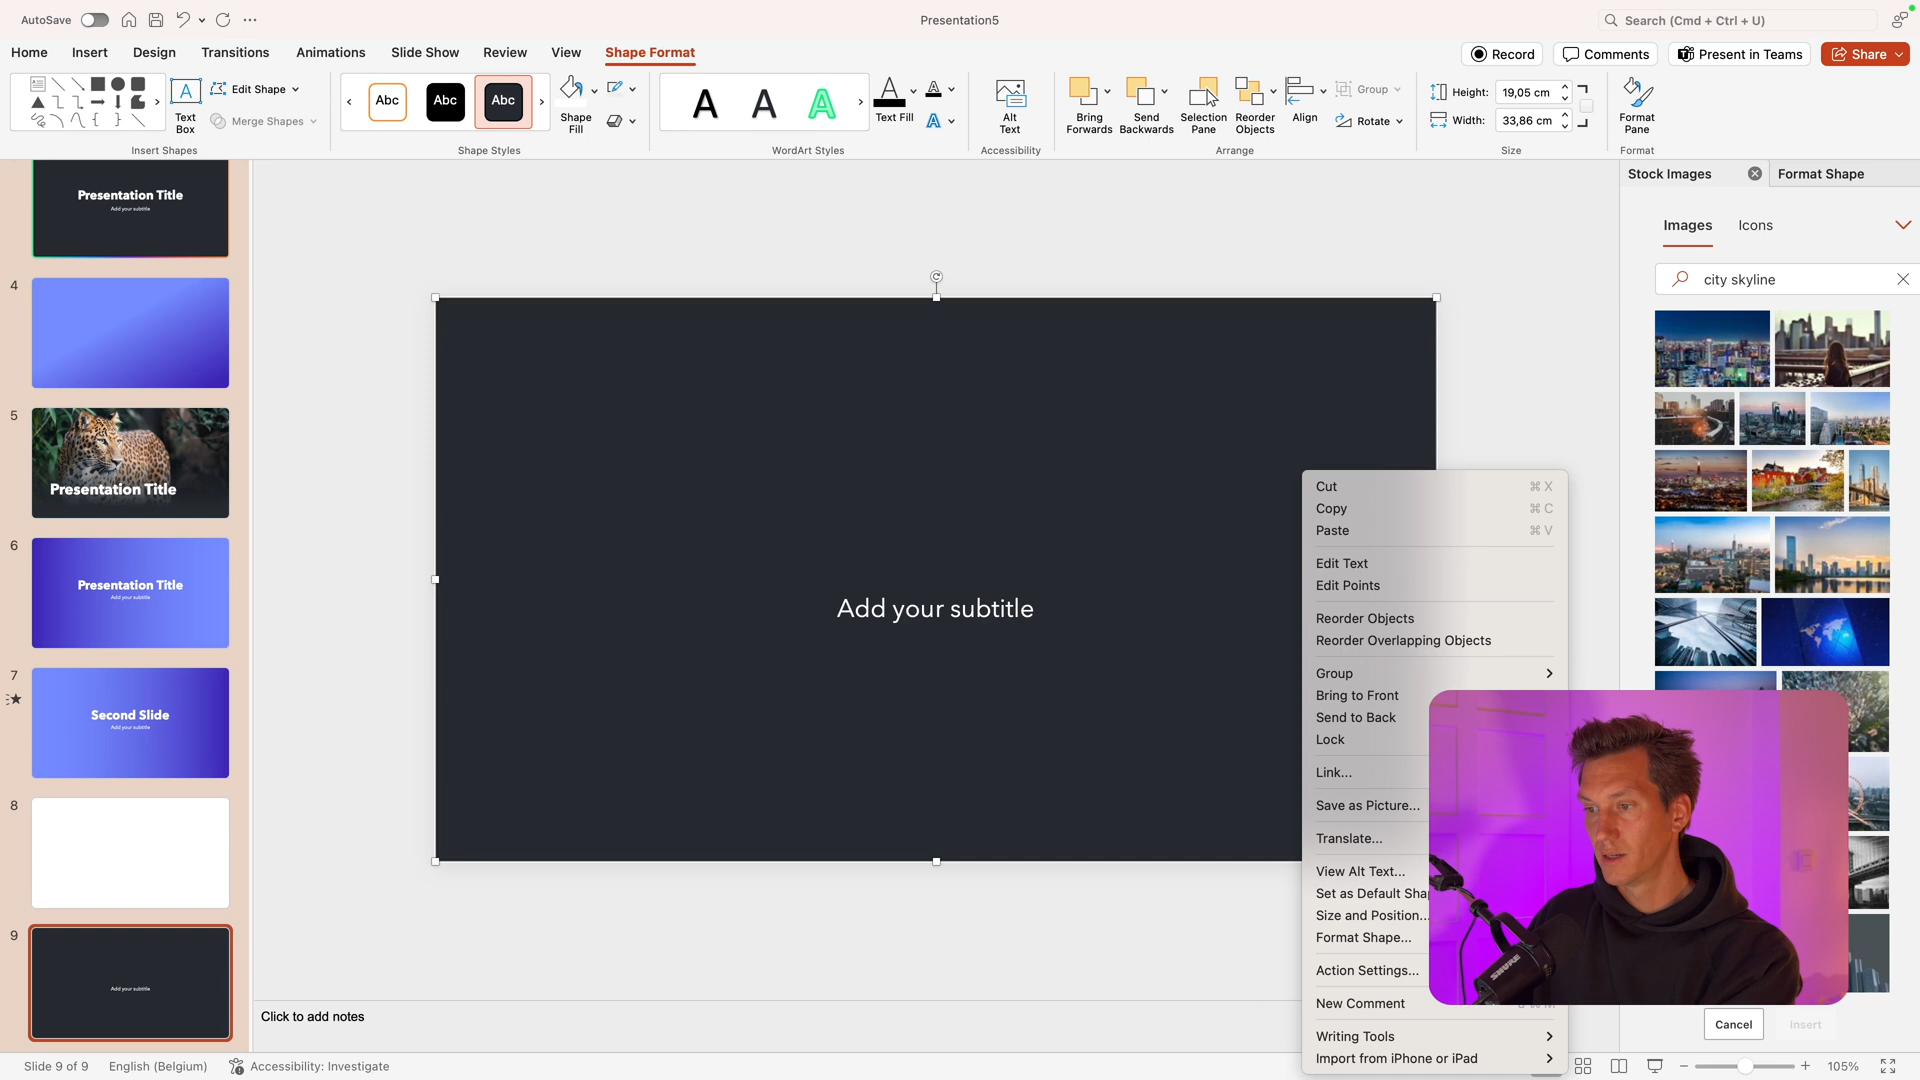 AutoSave
Presentation5
Search (Cmd + Ctrl + U)
Home Insert Design Transitions Animations Slide Show Review View Shape Format
Record Comments Present in Teams Share
Text Box
Edit Shape
Merge Shapes
Insert Shapes
Abc Abc Abc
Shape Fill
Shape Styles
A A A
Text Fill
WordArt Styles
Alt Text
Accessibility
Bring Forwards
Send Backwards
Selection Pane
Reorder Objects
Align
Group
Rotate
Arrange
Height: 19,05 cm
Width: 33,86 cm
Size
Format Pane
Format
Presentation Title
Add your subtitle
4
5
Presentation Title
6
Presentation Title
Add your subtitle
7
Second Slide
Add your subtitle
8
9
Add your subtitle
Add your subtitle
Cut ⌘ X
Copy ⌘ C
Paste ⌘ V
Edit Text
Edit Points
Reorder Objects
Reorder Overlapping Objects
Group
Bring to Front
Send to Back
Lock
Link...
Save as Picture...
Translate...
View Alt Text...
Set as Default Sha
Size and Position...
Format Shape...
Action Settings...
New Comment
Writing Tools
Import from iPhone or iPad
Stock Images
Format Shape
Images Icons
city skyline
SHURE
Cancel Insert
Click to add notes
Slide 9 of 9 English (Belgium) Accessibility: Investigate
105%